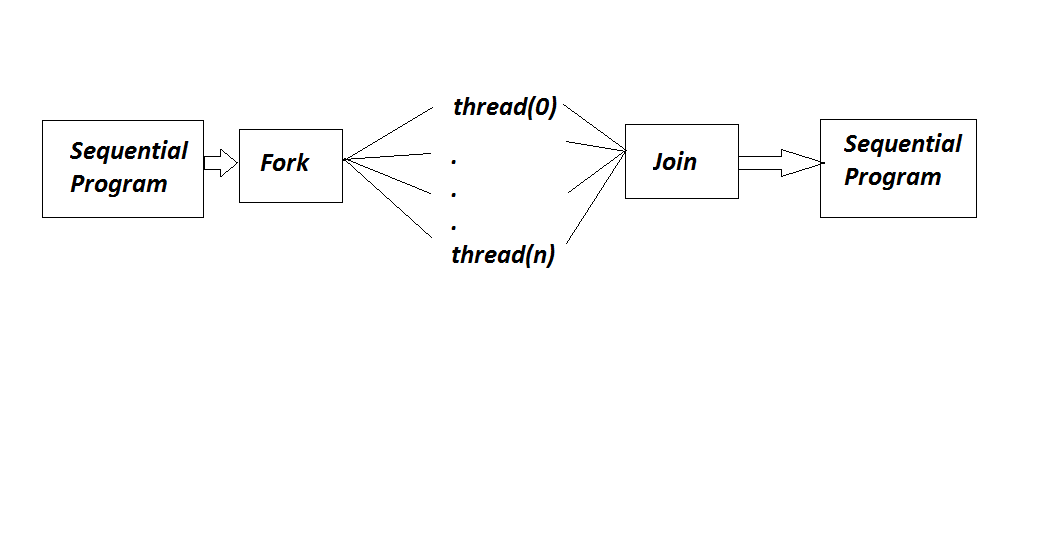 Sequential
Program
Fork
thread(0)
.
.
.
thread(n)
Join
Sequential
Program